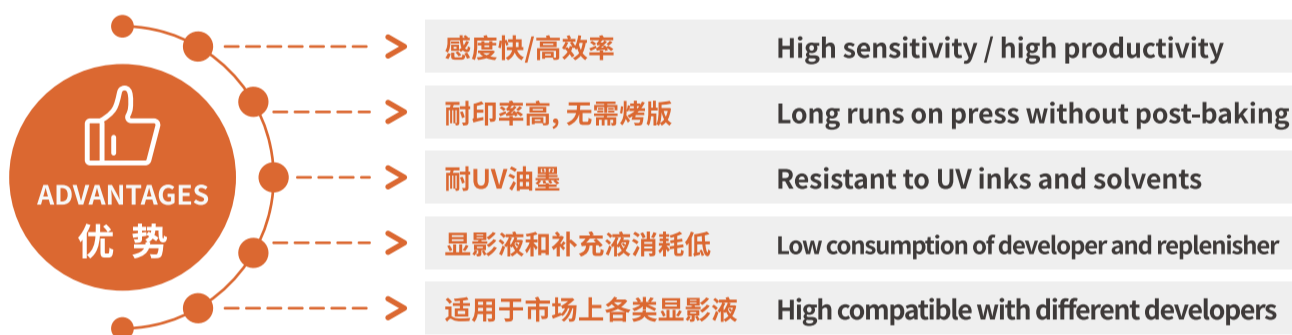 ADVANTAGES
优势
感度快/高效率 High sensitivity / high productivity
耐印率高, 无需烤版 Long runs on press without post-baking
耐UV油墨 Resistant to UV inks and solvents
显影液和补充液消耗低 Low consumption of developer and replenisher
适用于市场上各类显影液 High compatible with different developers